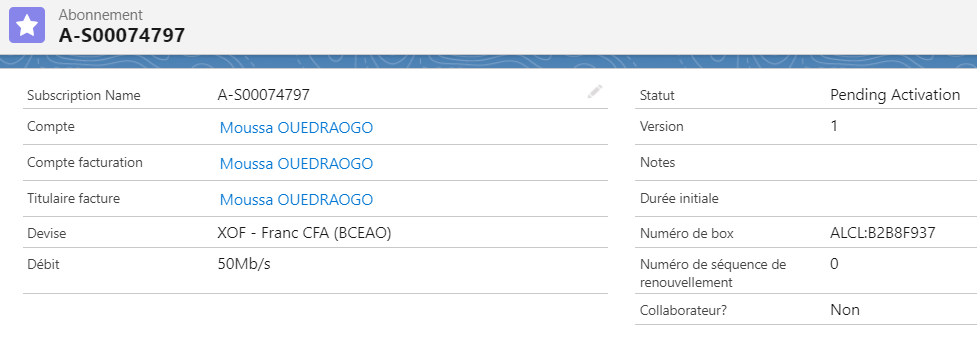 Abonnement
A-S00074797
Subscription Name A-S00074797
Compte Moussa OUEDRAOGO
Compte facturation Moussa OUEDRAOGO
Titulaire facture Moussa OUEDRAOGO
Devise XOF - Franc CFA (BCEAO)
Débit 50Mb/s
Statut Pending Activation
Version 1
Notes
Durée initiale
Numéro de box ALCL:B2B8F937
Numéro de séquence de 0
renouvellement
Collaborateur? Non